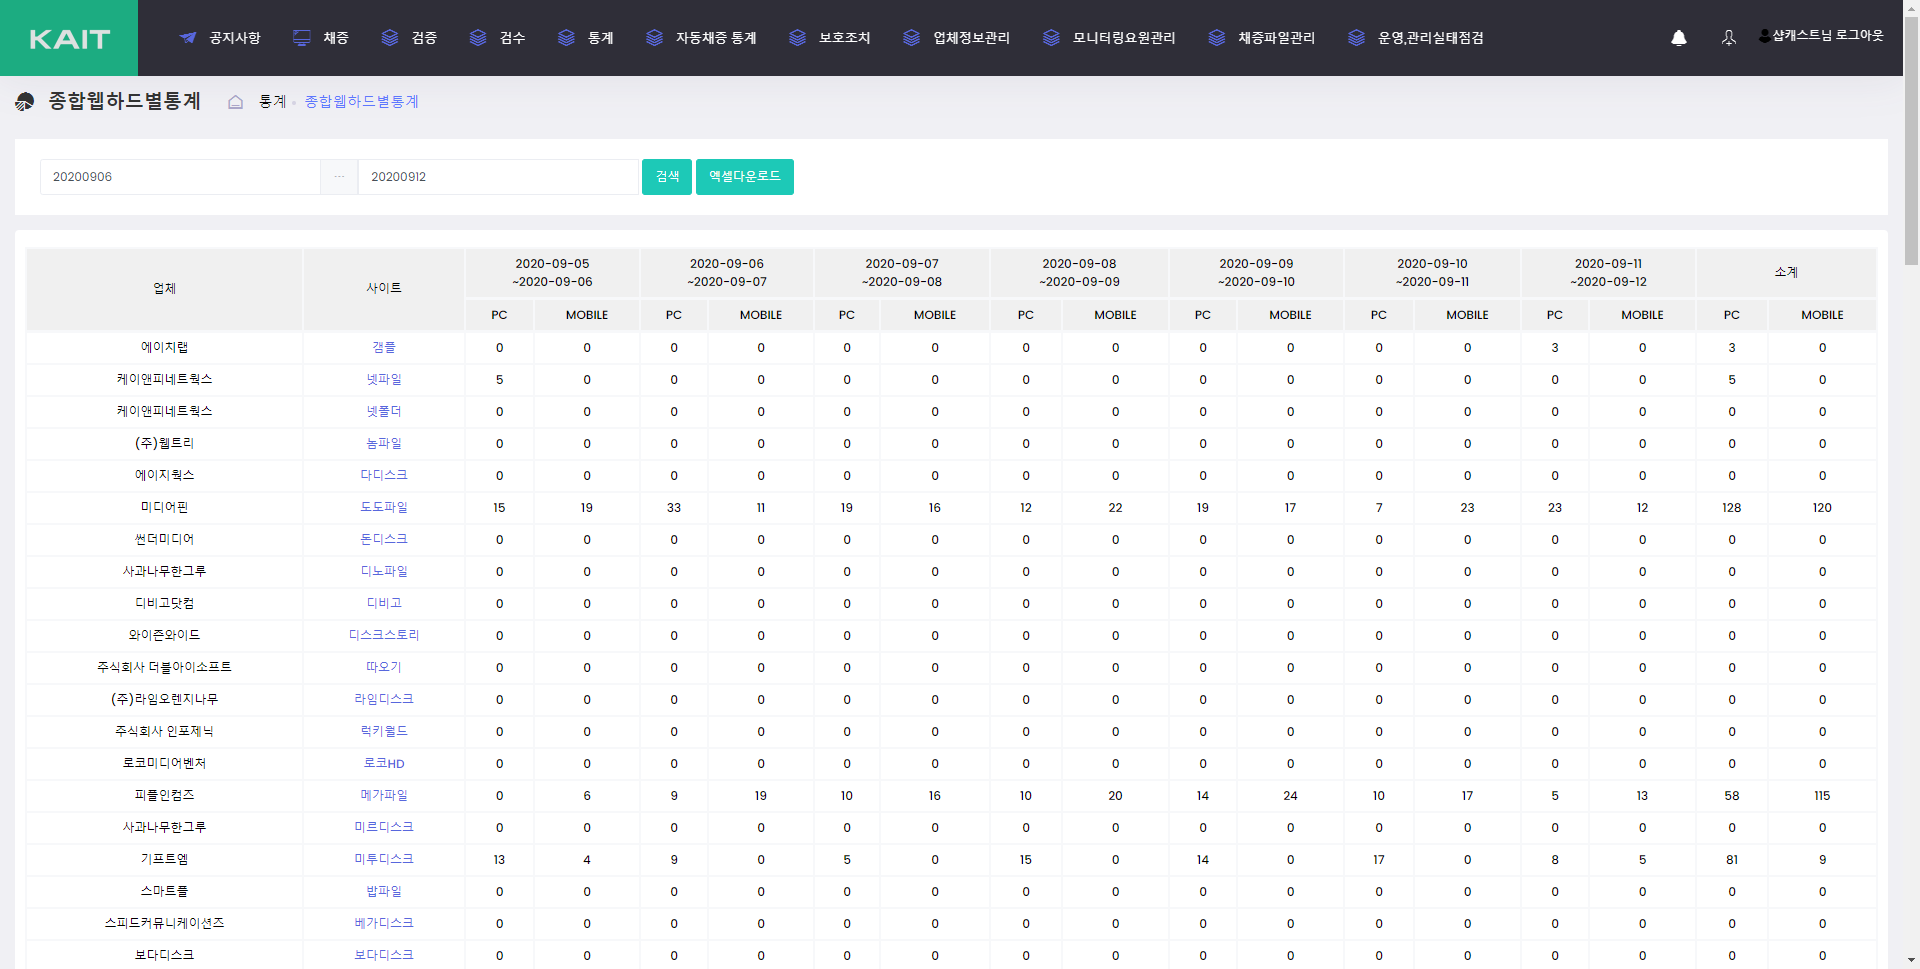 KAIT
공지사항 채증 검증 검수 통계 자동채증 통계 보호조치 업체정보관리 모니터링요원관리 채증파일관리 운영,관리실태점검 샵캐스트님 로그아웃
종합웹하드별통계 통계 종합웹하드별통계
20200906 ... 20200912 검색 액셀다운로드
업체 사이트 2020-09-05 ~2020-09-06 2020-09-06 ~2020-09-07 2020-09-07 ~2020-09-08 2020-09-08 ~2020-09-09 2020-09-09 ~2020-09-10 2020-09-10 ~2020-09-11 2020-09-11 ~2020-09-12 소계
PC MOBILE PC MOBILE PC MOBILE PC MOBILE PC MOBILE PC MOBILE PC MOBILE PC MOBILE
에이치랩 갬플 0 0 0 0 0 0 0 0 0 0 0 0 3 0 3 0
케이앤피네트웍스 넷파일 5 0 0 0 0 0 0 0 0 0 0 0 0 0 5 0
케이앤피네트웍스 넷폴더 0 0 0 0 0 0 0 0 0 0 0 0 0 0 0 0
(주)웹트리 놈파일 0 0 0 0 0 0 0 0 0 0 0 0 0 0 0 0
에이지웍스 다디스크 0 0 0 0 0 0 0 0 0 0 0 0 0 0 0 0
미디어핀 도도파일 15 19 33 11 19 16 12 22 19 17 7 23 23 12 128 120
썬더미디어 돈디스크 0 0 0 0 0 0 0 0 0 0 0 0 0 0 0 0
사과나무한그루 디노파일 0 0 0 0 0 0 0 0 0 0 0 0 0 0 0 0
디비고닷컴 디비고 0 0 0 0 0 0 0 0 0 0 0 0 0 0 0 0
와이즌와이드 디스크스토리 0 0 0 0 0 0 0 0 0 0 0 0 0 0 0 0
주식회사 더블아이소프트 따오기 0 0 0 0 0 0 0 0 0 0 0 0 0 0 0 0
(주)라임오렌지나무 라임디스크 0 0 0 0 0 0 0 0 0 0 0 0 0 0 0 0
주식회사 인포제닉 럭키월드 0 0 0 0 0 0 0 0 0 0 0 0 0 0 0 0
로코미디어벤처 로코HD 0 0 0 0 0 0 0 0 0 0 0 0 0 0 0 0
피플인컴즈 메가파일 0 6 9 19 10 16 10 20 14 24 10 17 5 13 58 115
사과나무한그루 미르디스크 0 0 0 0 0 0 0 0 0 0 0 0 0 0 0 0
기프트엠 미투디스크 13 4 9 0 5 0 15 0 14 0 17 0 8 5 81 9
스마트플 밥파일 0 0 0 0 0 0 0 0 0 0 0 0 0 0 0 0
스피드커뮤니케이션즈 베가디스크 0 0 0 0 0 0 0 0 0 0 0 0 0 0 0 0
보다디스크 보다디스크 0 0 0 0 0 0 0 0 0 0 0 0 0 0 0 0